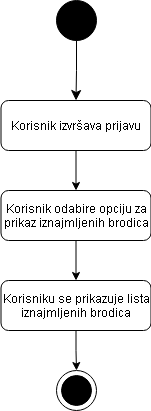 Korisnik izvršava prijavu
Korisnik odabire opciju za
prikaz iznajmljenih brodica
Korisniku se prikazuje lista
iznajmljenih brodica